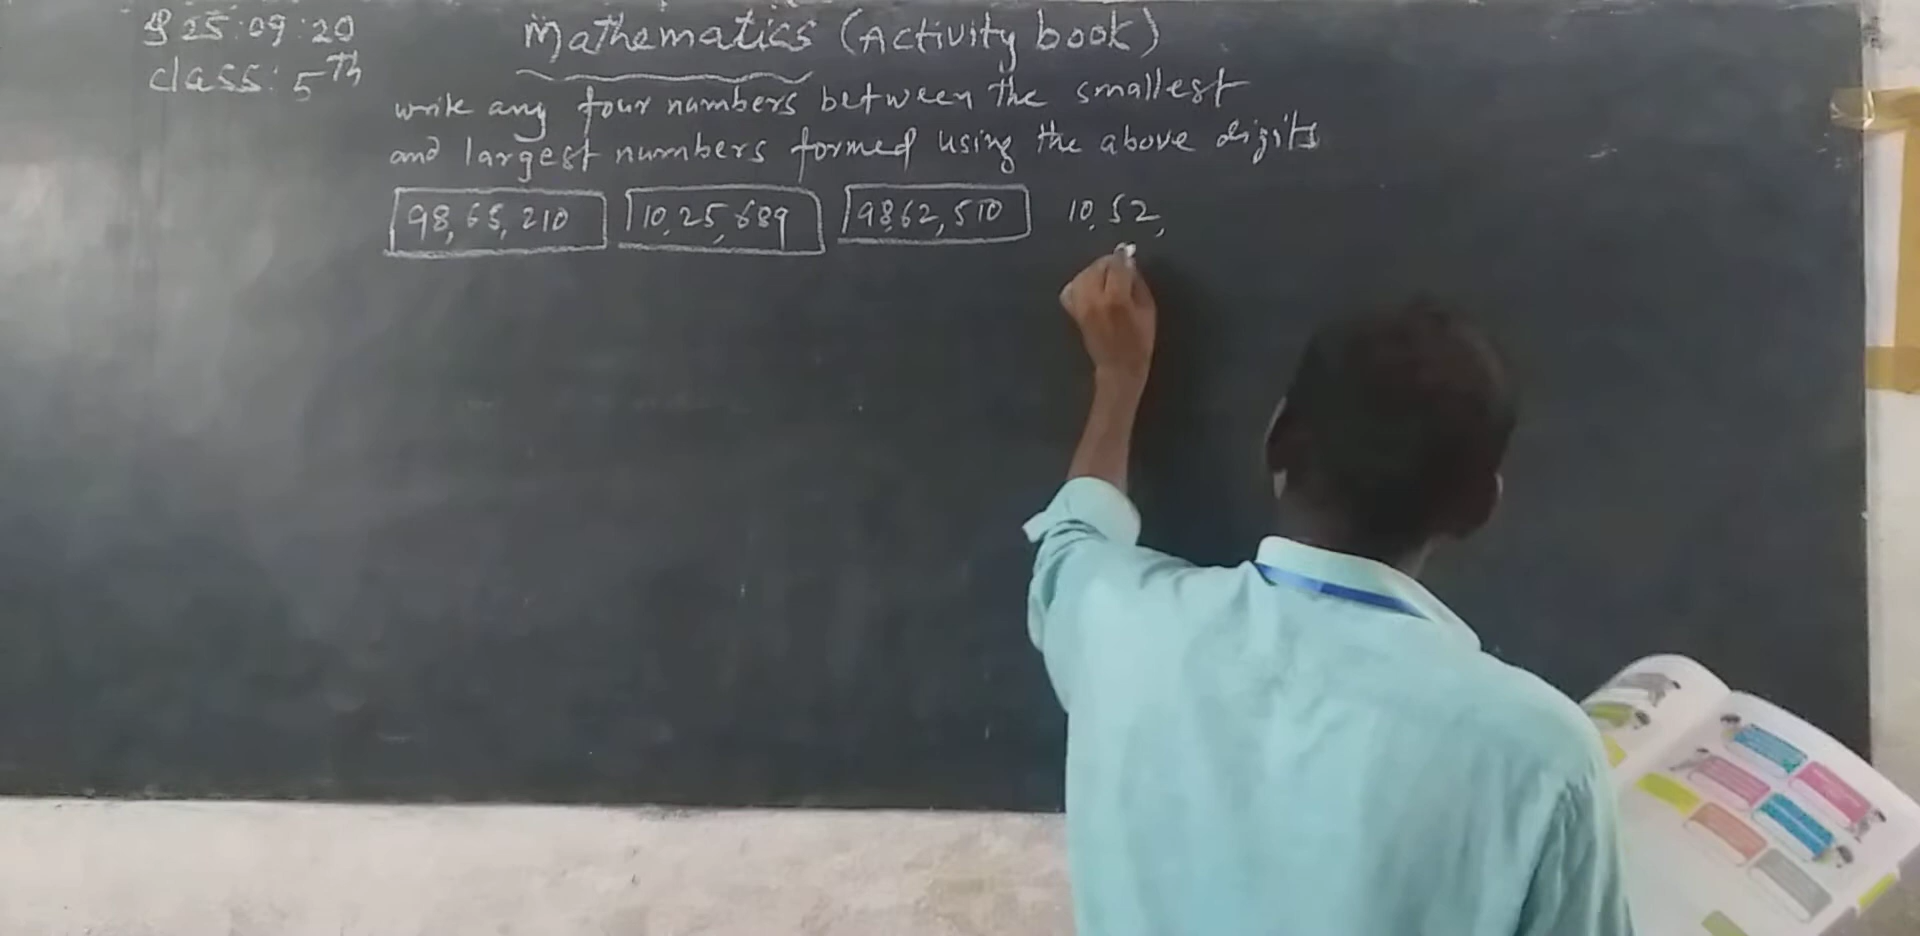 25:09:20
Mathematics (Activity book)
class: 5Th
write any four numbers between the smallest
and largest numbers formed using the above digits
98,65,210 10,25,689 98,62,510 10,52,